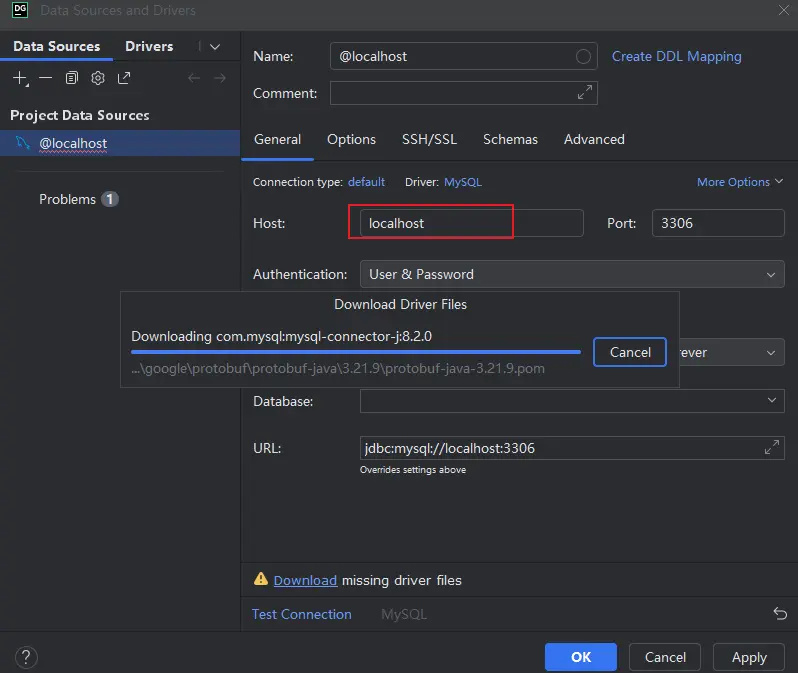 DG Data Sources and Drivers
Data Sources Drivers
Name: @localhost Create DDL Mapping
Comment:
Project Data Sources
@localhost
Problems 1
General Options SSH/SSL Schemas Advanced
Connection type: default Driver: MySQL More Options
Host: localhost Port: 3306
Authentication: User & Password
Download Driver Files
Downloading com.mysql:mysql-connector-j:8.2.0
Cancel
...\google\protobuf\protobuf-java\3.21.9\protobuf-java-3.21.9.pom
Database:
URL: jdbc:mysql://localhost:3306
Overrides settings above
Download missing driver files
Test Connection MySQL
? OK Cancel Apply